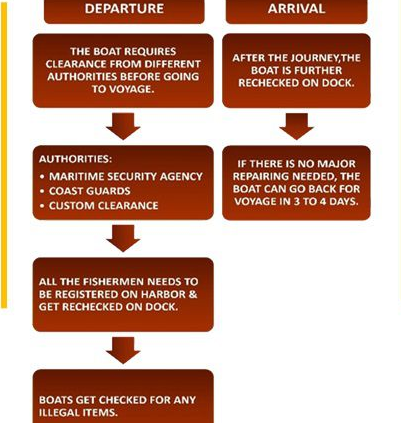 DEPARTURE
THE BOAT REQUIRES
CLEARANCE FROM DIFFERENT
AUTHORITIES BEFORE GOING
TO VOYAGE.
AUTHORITIES:
• MARITIME SECURITY AGENCY
• COAST GUARDS
• CUSTOM CLEARANCE
ALL THE FISHERMEN NEEDS TO
BE REGISTERED ON HARBOR &
GET RECHECKED ON DOCK.
BOATS GET CHECKED FOR ANY
ILLEGAL ITEMS.
ARRIVAL
AFTER THE JOURNEY,THE
BOAT IS FURTHER
RECHECKED ON DOCK.
IF THERE IS NO MAJOR
REPAIRING NEEDED, THE
BOAT CAN GO BACK FOR
VOYAGE IN 3 TO 4 DAYS.